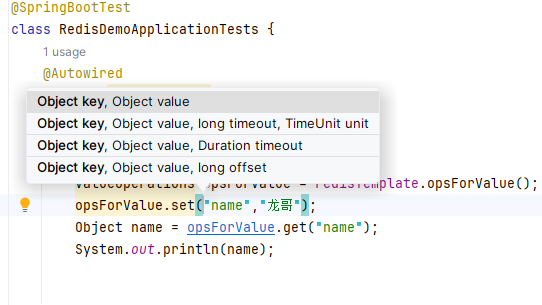 @SpringBootTest
class RedisDemoApplicationTests {
1 usage
@Autowired
Object key, Object value
Object key, Object value, long timeout, TimeUnit unit
Object key, Object value, Duration timeout
Object key, Object value, long offset
ValueOperations opsForValue = redisTemplate.opsForValue();
opsForValue.set("name","龙哥");
Object name = opsForValue.get("name");
System.out.println(name);